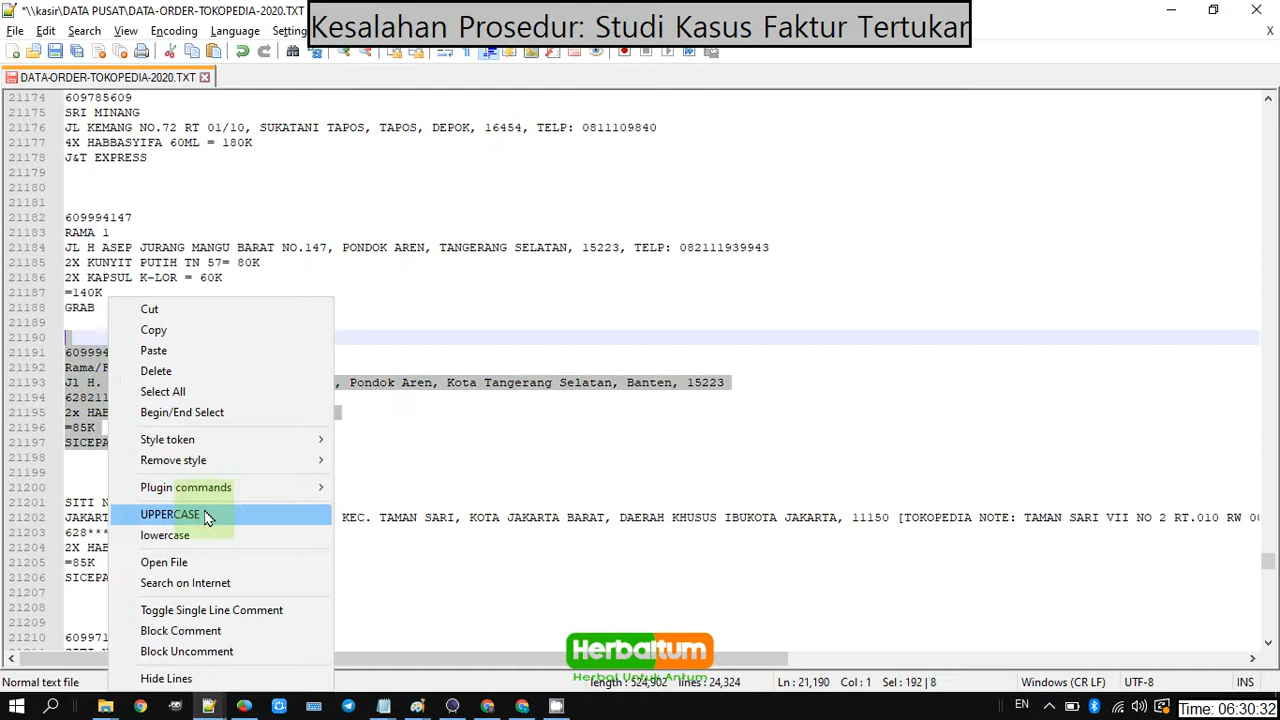 \\kasir\DATA PUSAT\DATA-ORDER-TOKOPEDIA-2020.TXT
Kesalahan Prosedur: Studi Kasus Faktur Tertukar
File Edit Search View Encoding Language
DATA-ORDER-TOKOPEDIA-2020.TXT
21174 609785609
21175 SRI MINANG
21176 JL KEMANG NO.72 RT 01/10, SUKATANI TAPOS, TAPOS, DEPOK, 16454, TELP: 0811109840
21177 4X HABBASYIFA 60ML = 180K
21178 J&T EXPRESS
21179
21180
21181
21182 609994147
21183 RAMA 1
21184 JL H ASEP JURANG MANGU BARAT NO.147, PONDOK AREN, TANGERANG SELATAN, 15223, TELP: 082111939943
21185 2X KUNYIT PUTIH TN 57= 80K
21186 2X KAPSUL K-LOR = 60K
21187 =140K
21188 GRAB
21189
21190
21191 609994
21192 Rama/
21193 Jl H. , Pondok Aren, Kota Tangerang Selatan, Banten, 15223
21194 628211
21195 2x HAB
21196 =85K
21197 SICEPA
21198
21199
21200
21201 SITI N
21202 JAKART KEC. TAMAN SARI, KOTA JAKARTA BARAT, DAERAH KHUSUS IBUKOTA JAKARTA, 11150 [TOKOPEDIA NOTE: TAMAN SARI VII NO 2 RT.010 RW
21203 628***
21204 2X HAB
21205 =85K
21206 SICEPA
21207
21208
21209
21210 609971
Cut
Copy
Paste
Delete
Select All
Begin/End Select
Style token
Remove style
Plugin commands
UPPERCASE
lowercase
Open File
Search on Internet
Toggle Single Line Comment
Block Comment
Block Uncomment
Hide Lines
Herbaltum
Herbal Untuk Antum
Normal text file length : 524,902 lines : 24,324 Ln : 21,190 Col : 1 Sel : 192 | 8 Windows (CR LF) UTF-8 INS
EN Time: 06:30:32